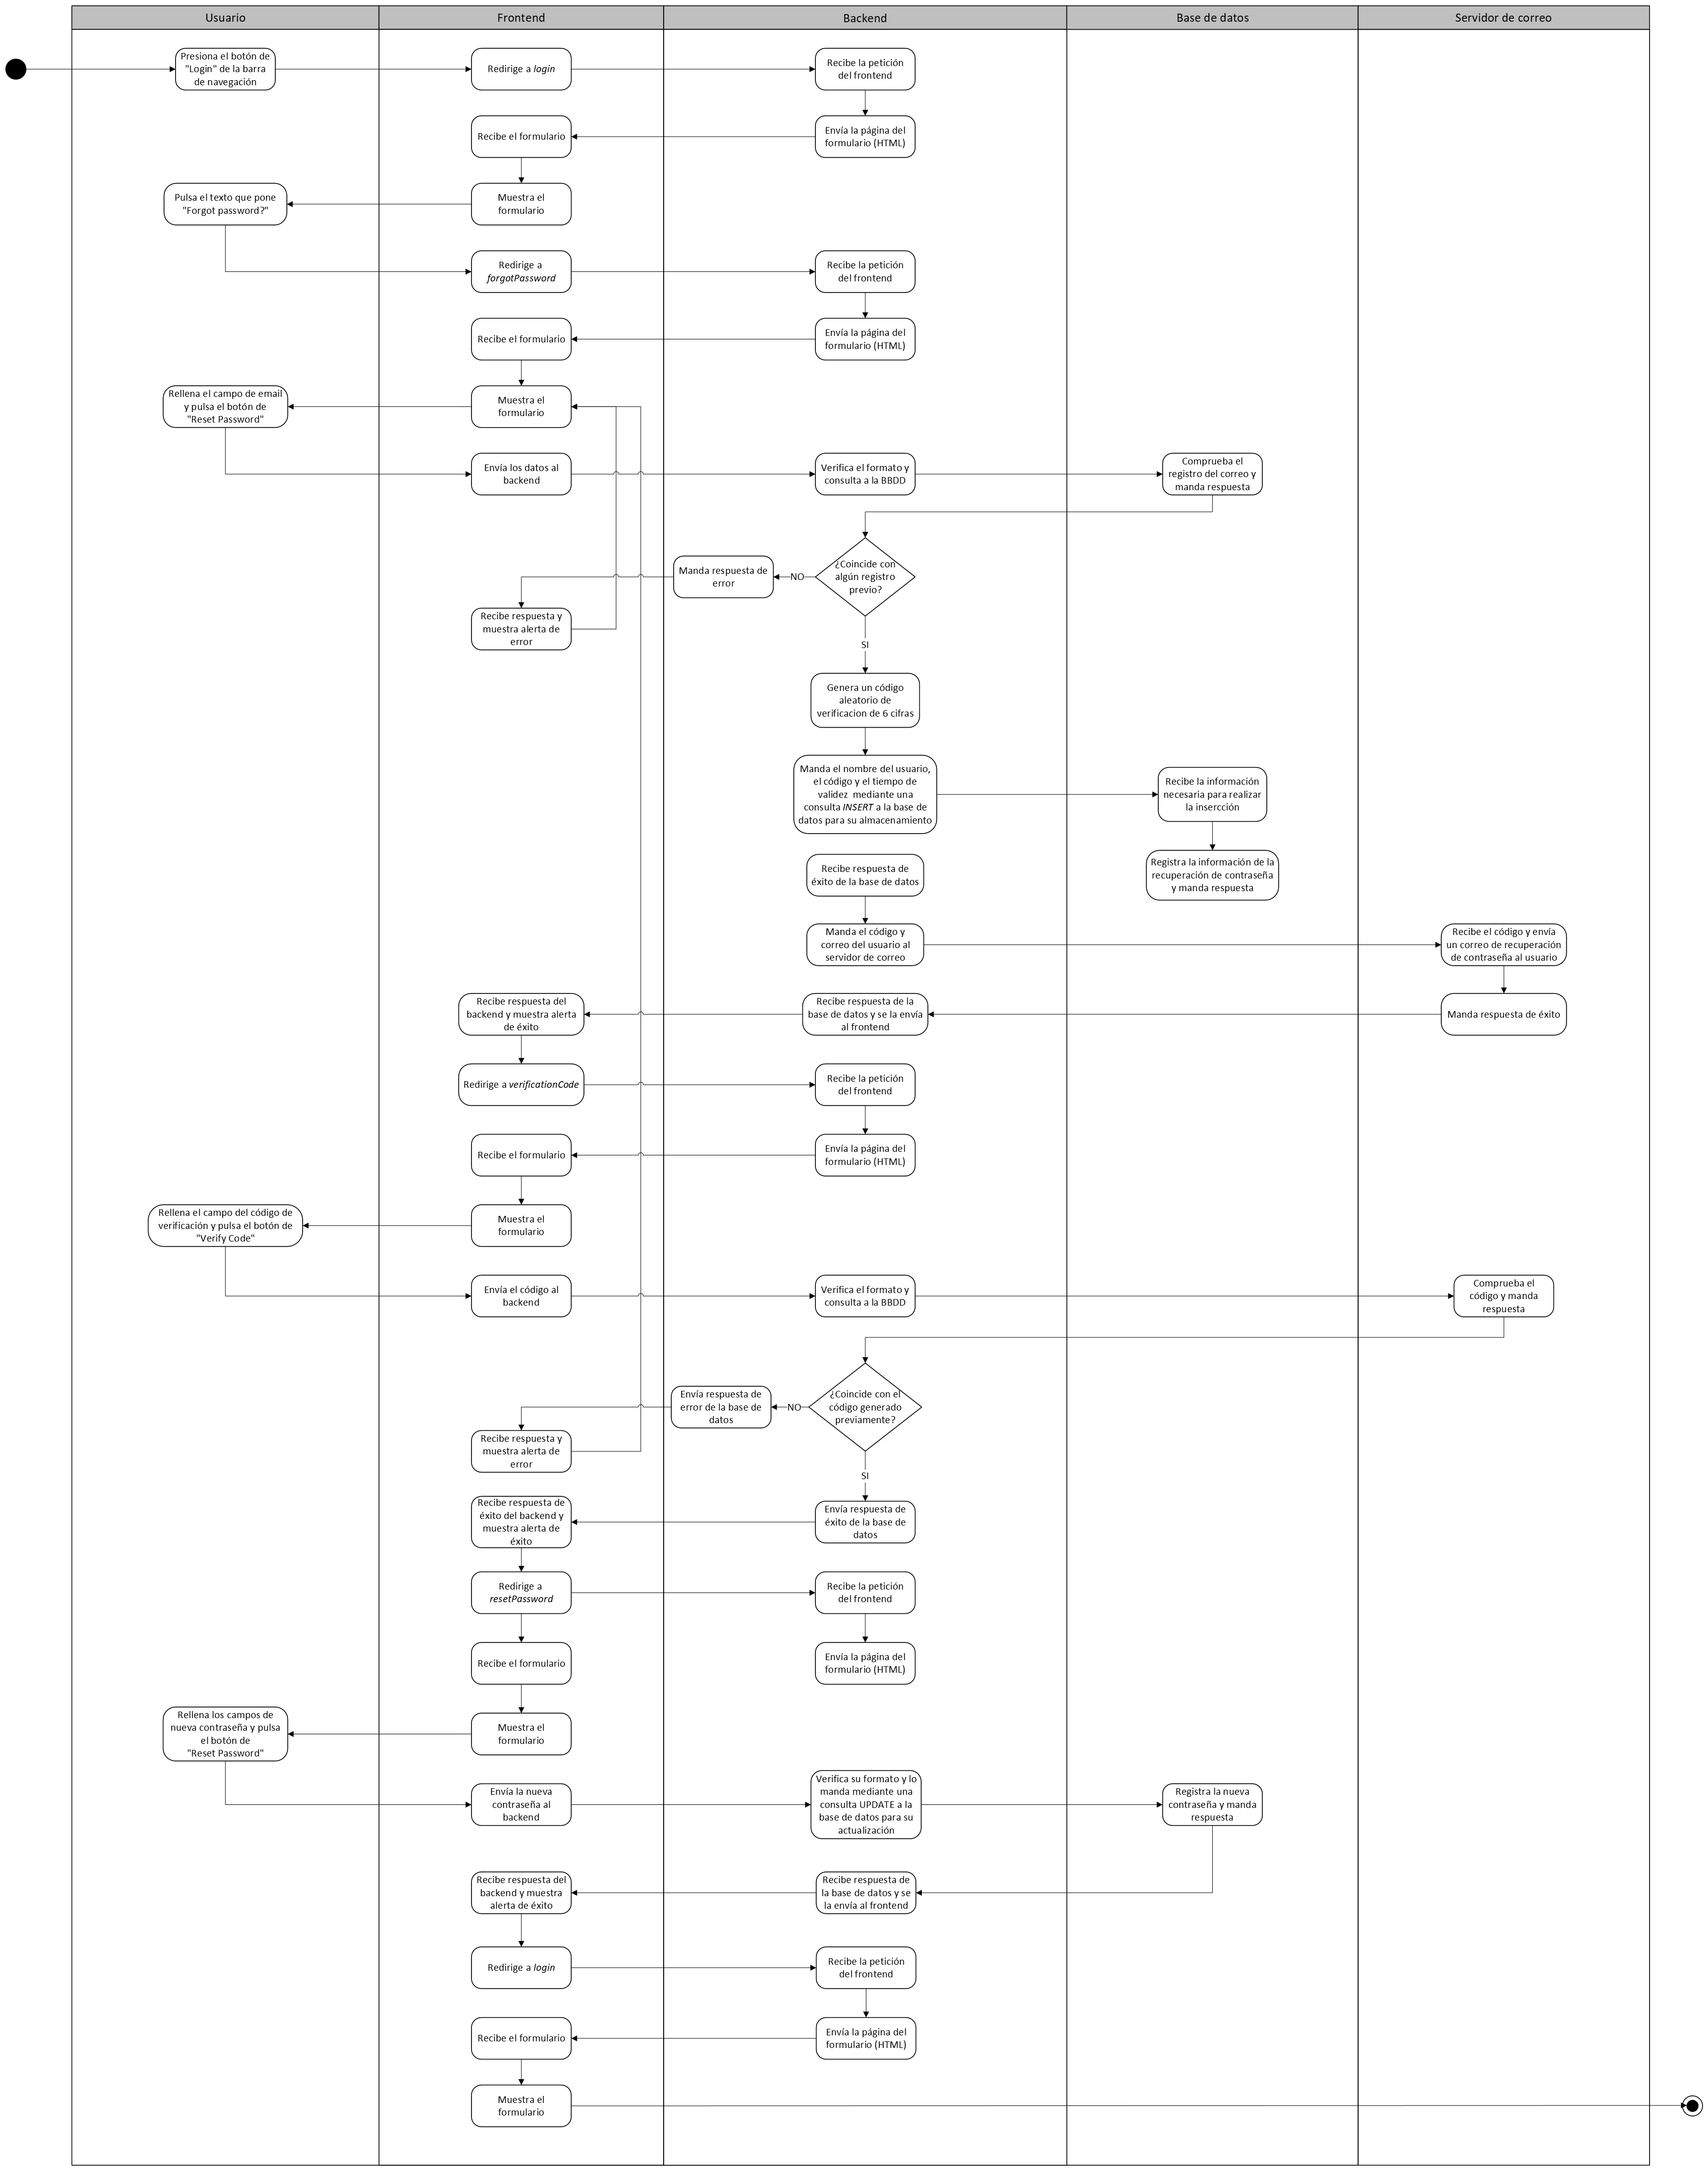 Usuario
Frontend
Backend
Base de datos
Servidor de correo
Presiona el botón de
"Login" de la barra
de navegación
Redirige a login
Recibe la petición
del frontend
Recibe el formulario
Envía la página del
formulario (HTML)
Pulsa el texto que pone
"Forgot password?"
Muestra el
formulario
Redirige a
forgotPassword
Recibe la petición
del frontend
Recibe el formulario
Envía la página del
formulario (HTML)
Rellena el campo de email
y pulsa el botón de
"Reset Password"
Muestra el
formulario
Envía los datos al
backend
Verifica el formato y
consulta a la BBDD
Comprueba el
registro del correo y
manda respuesta
Manda respuesta de
error
NO
¿Coincide con
algún registro
previo?
Recibe respuesta y
muestra alerta de
error
SI
Genera un código
aleatorio de
verificacion de 6 cifras
Manda el nombre del usuario,
el código y el tiempo de
validez mediante una
consulta INSERT a la base de
datos para su almacenamiento
Recibe la información
necesaria para realizar
la insercción
Recibe respuesta de
éxito de la base de datos
Registra la información de la
recuperación de contraseña
y manda respuesta
Manda el código y
correo del usuario al
servidor de correo
Recibe el código y envía
un correo de recuperación
de contraseña al usuario
Recibe respuesta del
backend y muestra alerta
de éxito
Recibe respuesta de la
base de datos y se la envía
al frontend
Manda respuesta de éxito
Redirige a verificationCode
Recibe la petición
del frontend
Recibe el formulario
Envía la página del
formulario (HTML)
Rellena el campo del código de
verificación y pulsa el botón de
"Verify Code"
Muestra el
formulario
Envía el código al
backend
Verifica el formato y
consulta a la BBDD
Comprueba el
código y manda
respuesta
Envía respuesta de
error de la base de
datos
NO
¿Coincide con el
código generado
previamente?
Recibe respuesta y
muestra alerta de
error
SI
Recibe respuesta de
éxito del backend y
muestra alerta de
éxito
Envía respuesta de
éxito de la base de
datos
Redirige a
resetPassword
Recibe la petición
del frontend
Recibe el formulario
Envía la página del
formulario (HTML)
Rellena los campos de
nueva contraseña y pulsa
el botón de
"Reset Password"
Muestra el
formulario
Envía la nueva
contraseña al
backend
Verifica su formato y lo
manda mediante una
consulta UPDATE a la
base de datos para su
actualización
Registra la nueva
contraseña y manda
respuesta
Recibe respuesta del
backend y muestra
alerta de éxito
Recibe respuesta de
la base de datos y se
la envía al frontend
Redirige a login
Recibe la petición
del frontend
Recibe el formulario
Envía la página del
formulario (HTML)
Muestra el
formulario